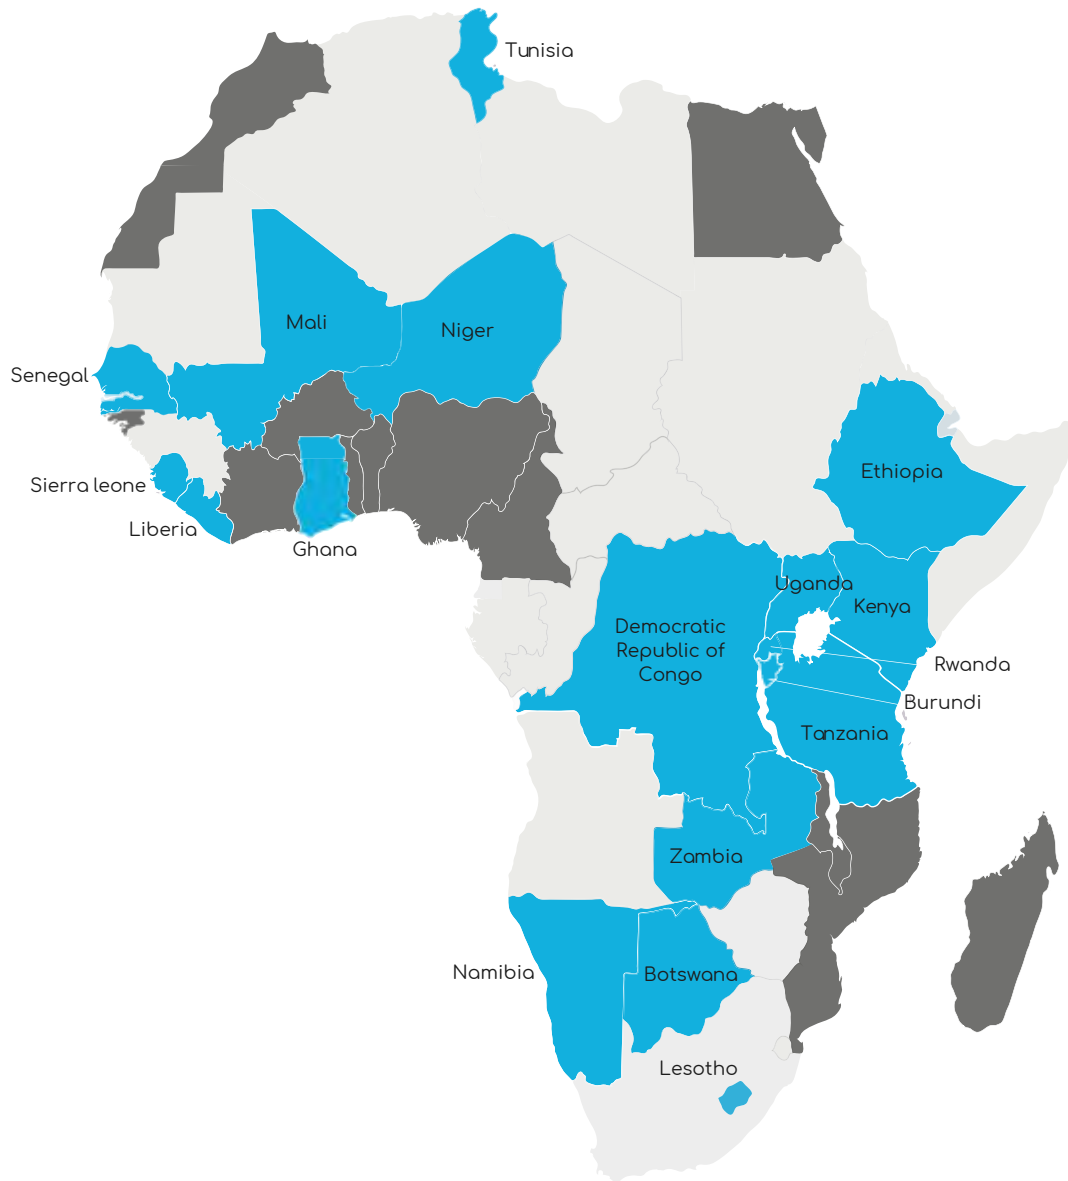 Tunisia
Mali
Niger
Senegal
Ethiopia
Sierra leone
Liberia
Ghana
Uganda
Kenya
Democratic
Republic of
Congo
Rwanda
Burundi
Tanzania
Zambia
Namibia
Botswana
Lesotho